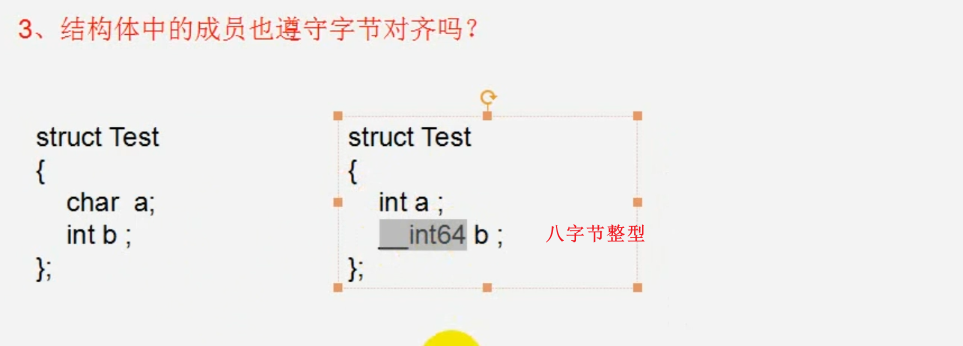 3、结构体中的成员也遵守字节对齐吗?
struct Test
{
char a;
int b ;
};
struct Test
{
int a ;
__int64 b ; 八字节整型
};